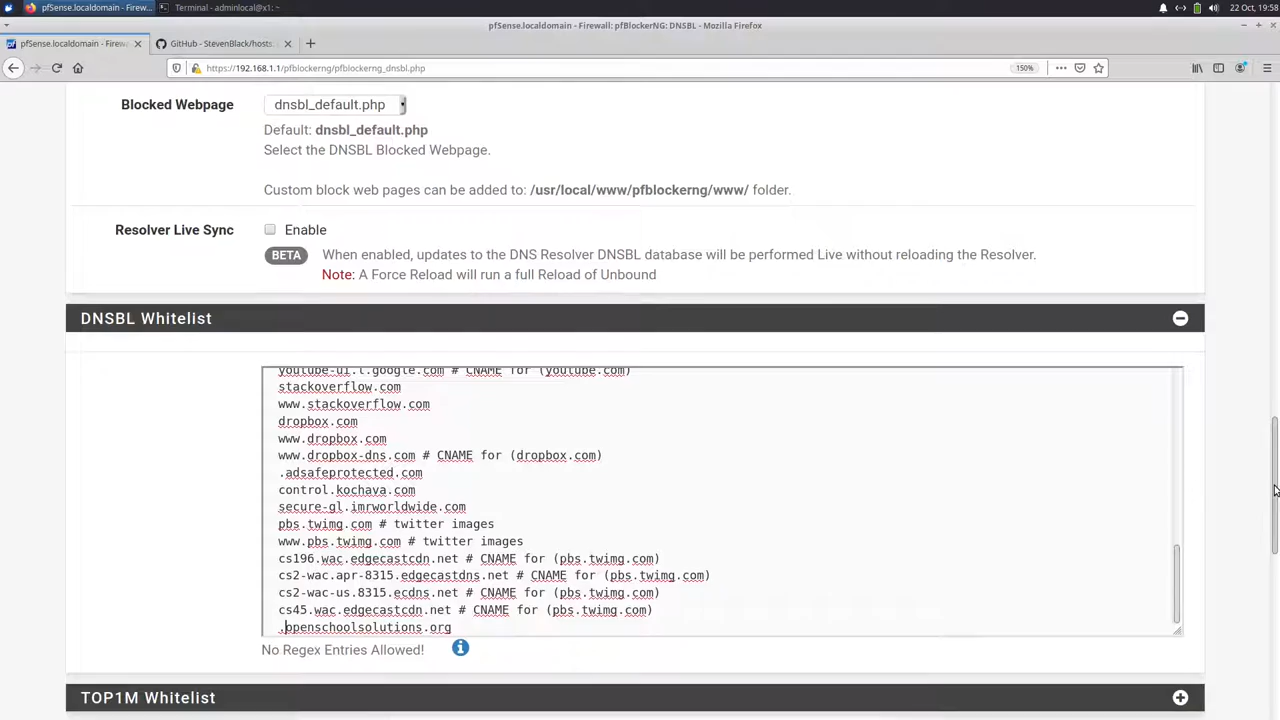 pfSense.localdomain - Firew...
Terminal - adminlocal@x1: ~
22 Oct, 19:58
pfSense.localdomain - Firewall: pfBlockerNG: DNSBL - Mozilla Firefox
pfSense.localdomain - Firewa
GitHub - StevenBlack/hosts:
https://192.168.1.1/pfblockerng/pfblockerng_dnsbl.php
150%
Blocked Webpage
dnsbl_default.php
Default: dnsbl_default.php
Select the DNSBL Blocked Webpage.
Custom block web pages can be added to: /usr/local/www/pfblockerng/www/ folder.
Resolver Live Sync
Enable
BETA When enabled, updates to the DNS Resolver DNSBL database will be performed Live without reloading the Resolver.
Note: A Force Reload will run a full Reload of Unbound
DNSBL Whitelist
youtube-ui.l.google.com # CNAME for (youtube.com)
stackoverflow.com
www.stackoverflow.com
dropbox.com
www.dropbox.com
www.dropbox-dns.com # CNAME for (dropbox.com)
.adsafeprotected.com
control.kochava.com
secure-gl.imrworldwide.com
pbs.twimg.com # twitter images
www.pbs.twimg.com # twitter images
cs196.wac.edgecastcdn.net # CNAME for (pbs.twimg.com)
cs2-wac.apr-8315.edgecastdns.net # CNAME for (pbs.twimg.com)
cs2-wac-us.8315.ecdns.net # CNAME for (pbs.twimg.com)
cs45.wac.edgecastcdn.net # CNAME for (pbs.twimg.com)
.openschoolsolutions.org
No Regex Entries Allowed!
TOP1M Whitelist